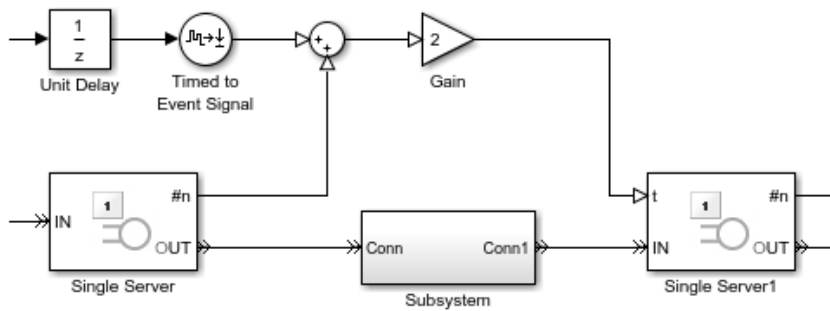 1
z
Unit Delay
Timed to
Event Signal
+
+
2
Gain
1
#n
IN
OUT
Single Server
Conn
Conn1
Subsystem
t
1
#n
IN
OUT
Single Server1